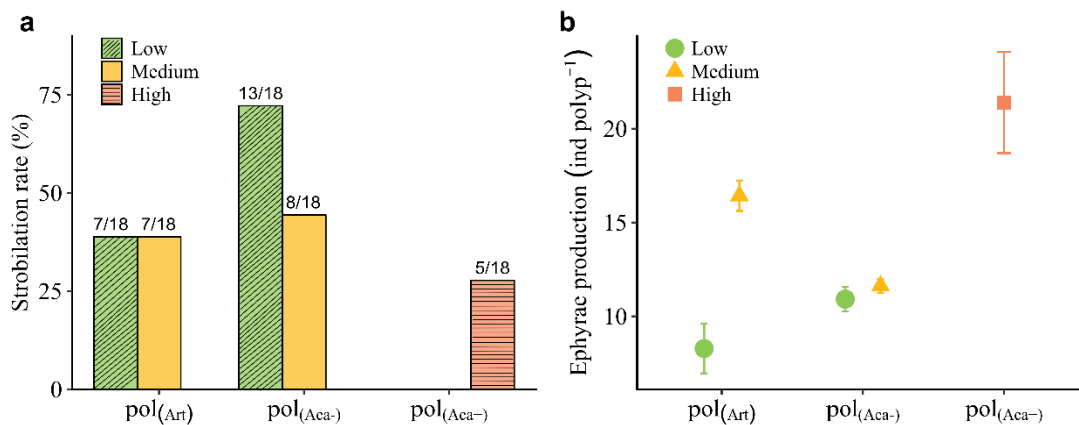 a
Low
Medium
High
Strobilation rate (%)
75
50
25
0
7/18
7/18
13/18
8/18
5/18
pol(Art)
pol(Aca-)
pol(Aca−)
b
Low
Medium
High
Ephyrae production (ind polyp⁻¹)
20
15
10
pol(Art)
pol(Aca-)
pol(Aca−)